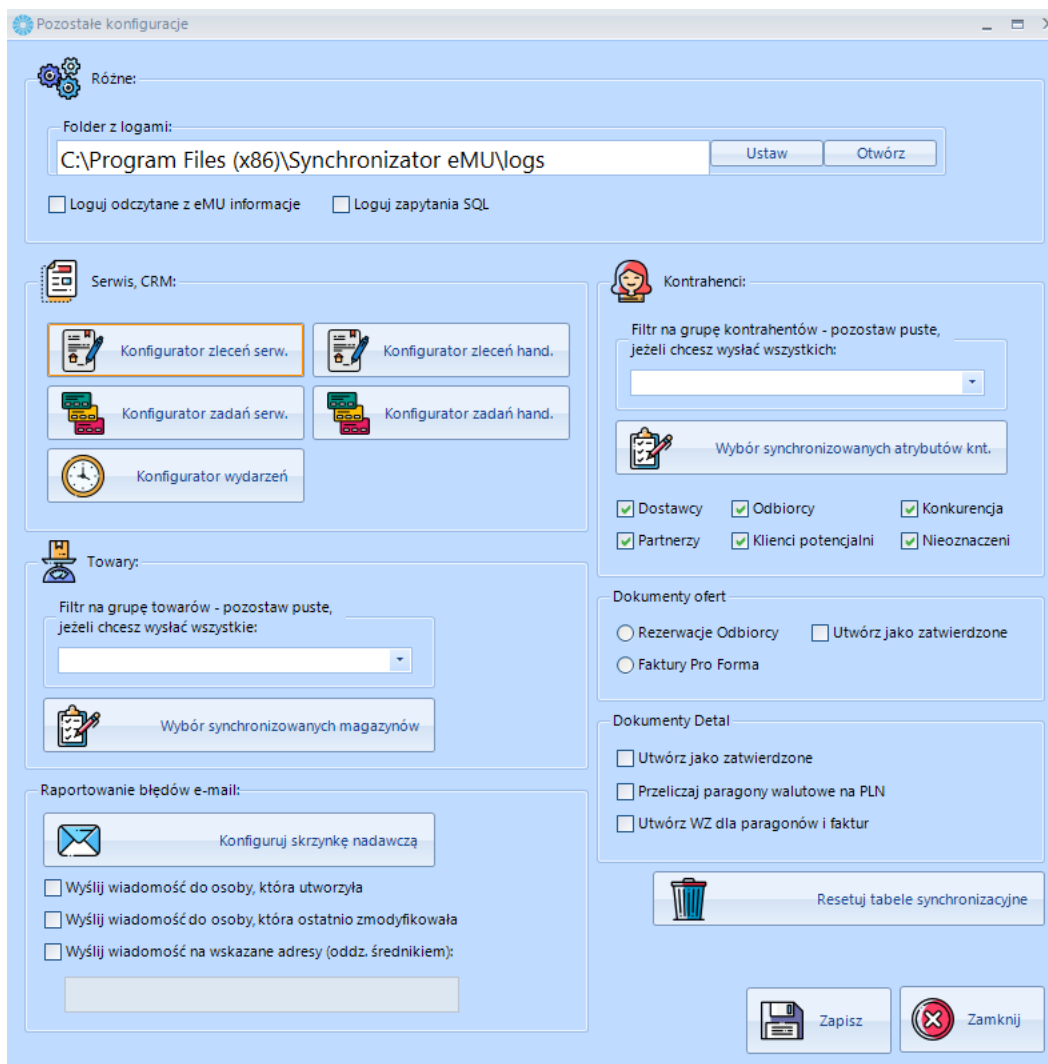 Pozostałe konfiguracje
Różne:
Folder z logami:
C:\Program Files (x86)\Synchronizator eMU\logs
Ustaw
Otwórz
Loguj odczytane z eMU informacje
Loguj zapytania SQL
Serwis, CRM:
Konfigurator zleceń serw.
Konfigurator zleceń hand.
Konfigurator zadań serw.
Konfigurator zadań hand.
Konfigurator wydarzeń
Kontrahenci:
Filtr na grupę kontrahentów - pozostaw puste,
jeżeli chcesz wysłać wszystkich:
Wybór synchronizowanych atrybutów knt.
Dostawcy
Odbiorcy
Konkurencja
Partnerzy
Klienci potencjalni
Nieoznaczeni
Towary:
Filtr na grupę towarów - pozostaw puste,
jeżeli chcesz wysłać wszystkie:
Wybór synchronizowanych magazynów
Dokumenty ofert
Rezerwacje Odbiorcy
Utwórz jako zatwierdzone
Faktury Pro Forma
Dokumenty Detal
Utwórz jako zatwierdzone
Przeliczaj paragony walutowe na PLN
Utwórz WZ dla paragonów i faktur
Raportowanie błędów e-mail:
Konfiguruj skrzynkę nadawczą
Wyślij wiadomość do osoby, która utworzyła
Wyślij wiadomość do osoby, która ostatnio zmodyfikowała
Wyślij wiadomość na wskazane adresy (oddz. średnikiem):
Resetuj tabele synchronizacyjne
Zapisz
Zamknij